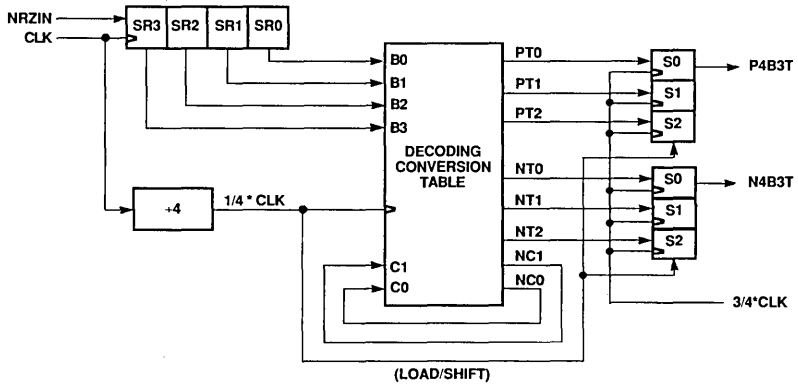 NRZIN
CLK
SR3 SR2 SR1 SR0
B0
B1
B2
B3
DECODING
CONVERSION
TABLE
÷4
1/4 * CLK
C1
C0
PT0
PT1
PT2
NT0
NT1
NT2
NC1
NC0
S0
S1
S2
P4B3T
S0
S1
S2
N4B3T
3/4*CLK
(LOAD/SHIFT)